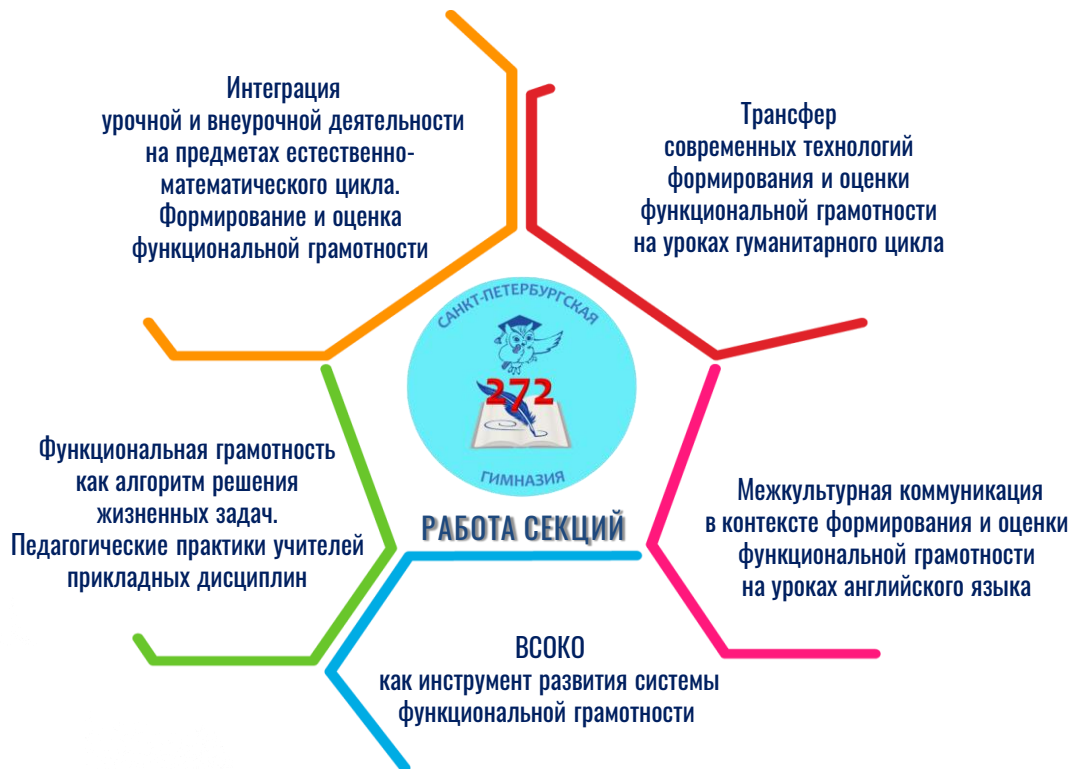 Интеграция
урочной и внеурочной деятельности
на предметах естественно-
математического цикла.
Формирование и оценка
функциональной грамотности
Трансфер
современных технологий
формирования и оценки
функциональной грамотности
на уроках гуманитарного цикла
САНКТ-ПЕТЕРБУРГСКАЯ
272
ГИМНАЗИЯ
РАБОТА СЕКЦИЙ
Функциональная грамотность
как алгоритм решения
жизненных задач.
Педагогические практики учителей
прикладных дисциплин
Межкультурная коммуникация
в контексте формирования и оценки
функциональной грамотности
на уроках английского языка
ВСОКО
как инструмент развития системы
функциональной грамотности